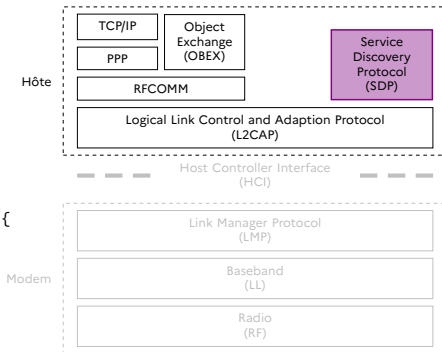 TCP/IP
Object
Exchange
(OBEX)
PPP
RFCOMM
Service
Discovery
Protocol
(SDP)
Hôte
Logical Link Control and Adaption Protocol
(L2CAP)
Host Controller Interface
(HCI)
{
Link Manager Protocol
(LMP)
Modem
Baseband
(LL)
Radio
(RF)